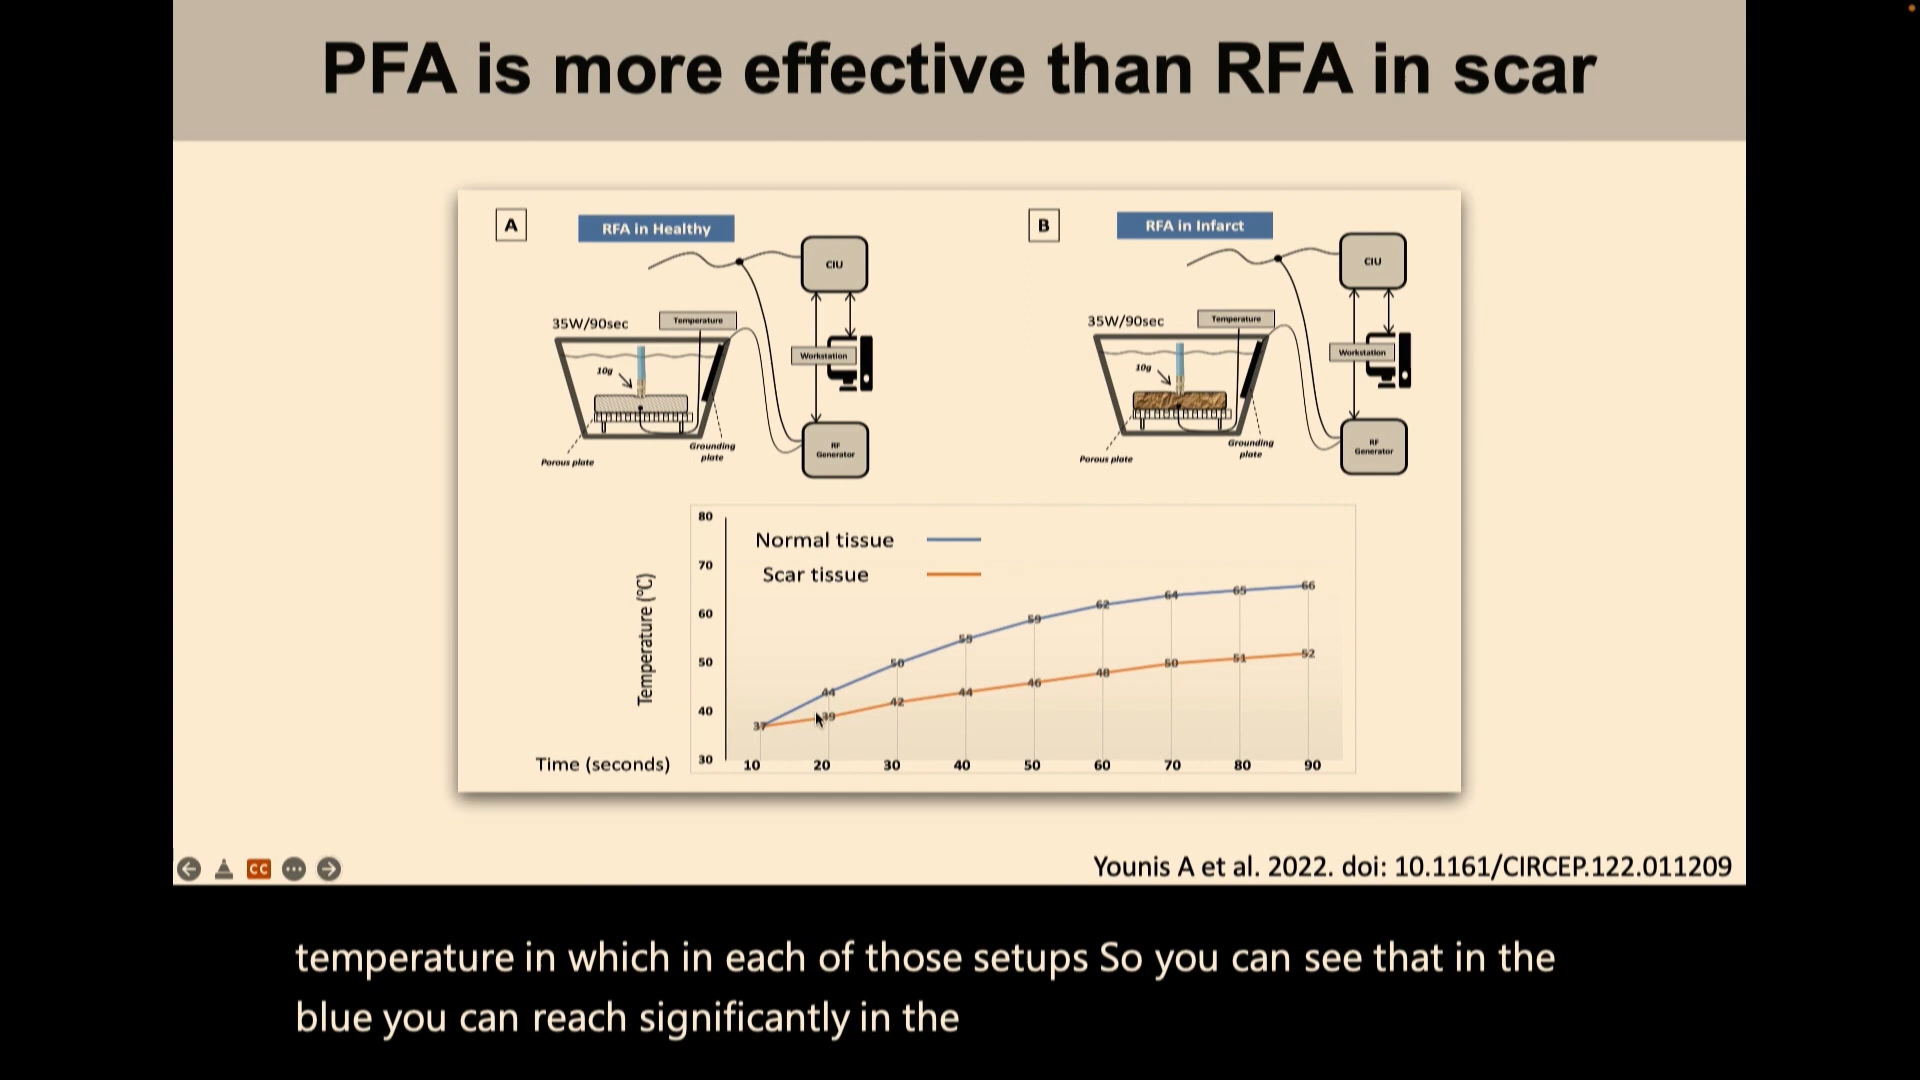 PFA is more effective than RFA in scar
A
RFA in Healthy
CIU
35W/90sec
Temperature
Workstation
10g
Grounding
plate
Porous plate
RF
Generator
B
RFA in Infarct
CIU
35W/90sec
Temperature
Workstation
10g
Grounding
plate
Porous plate
RF
Generator
80
70
60
50
40
30
Temperature (°C)
Normal tissue
Scar tissue
37 44 50 55 59 62 64 65 66
39 42 44 46 48 50 51 52
Time (seconds)
10 20 30 40 50 60 70 80 90
CC
Younis A et al. 2022. doi: 10.1161/CIRCEP.122.011209
temperature in which in each of those setups So you can see that in the
blue you can reach significantly in the